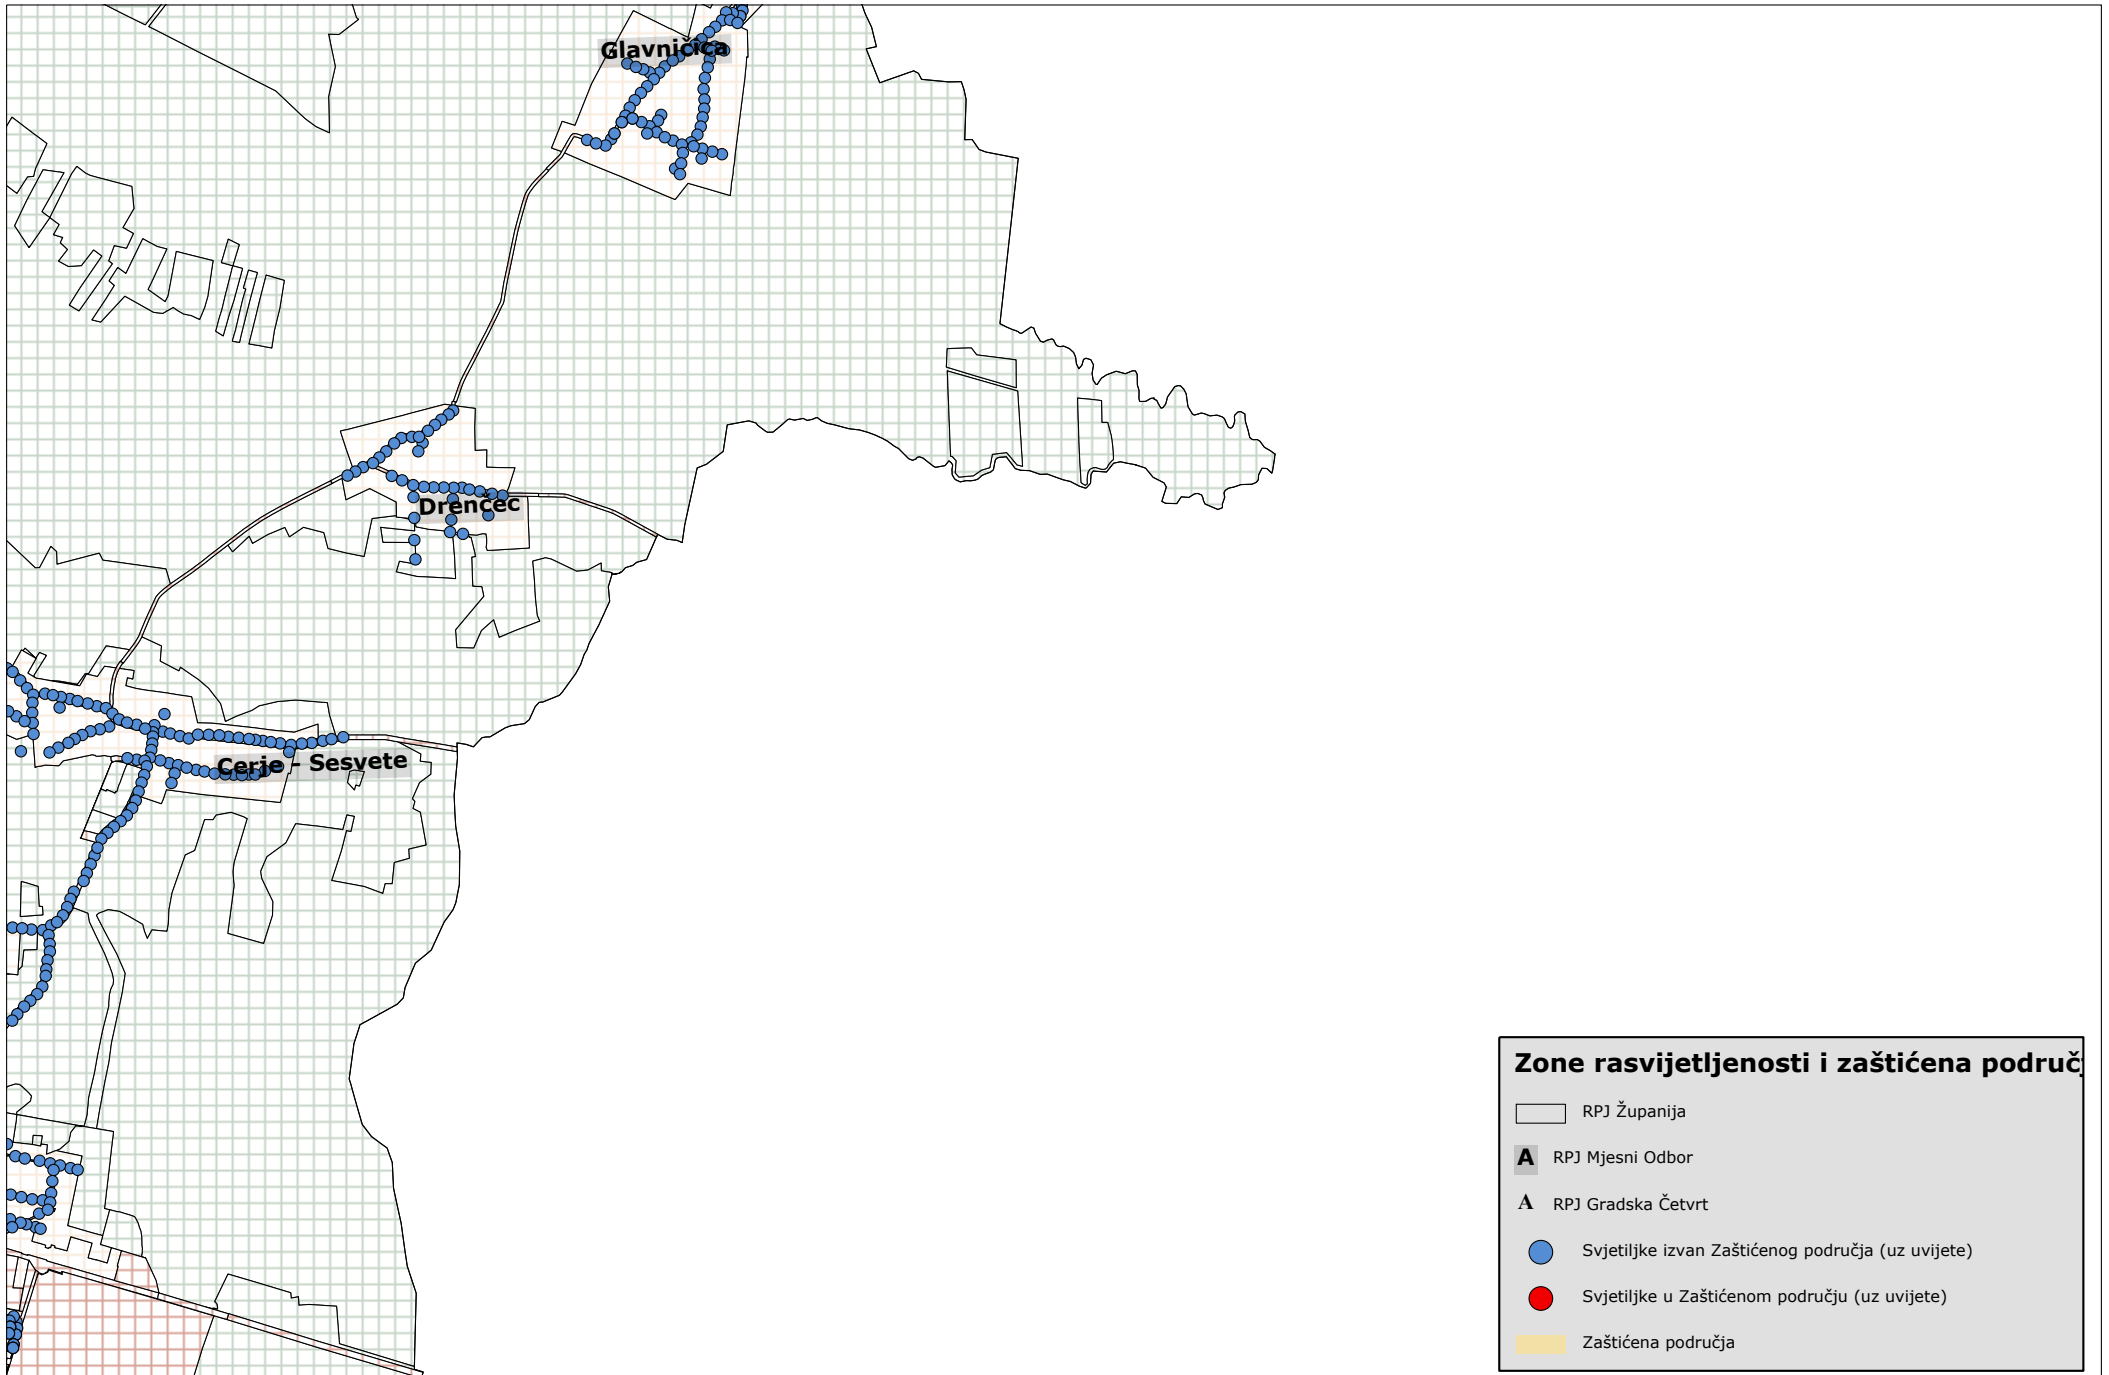 Glavničica
Drenčec
Cerje - Sesvete
Zone rasvijetljenosti i zaštićena područj
RPJ Županija
A RPJ Mjesni Odbor
A RPJ Gradska Četvrt
Svjetiljke izvan Zaštićenog područja (uz uvijete)
Svjetiljke u Zaštićenom području (uz uvijete)
Zaštićena područja